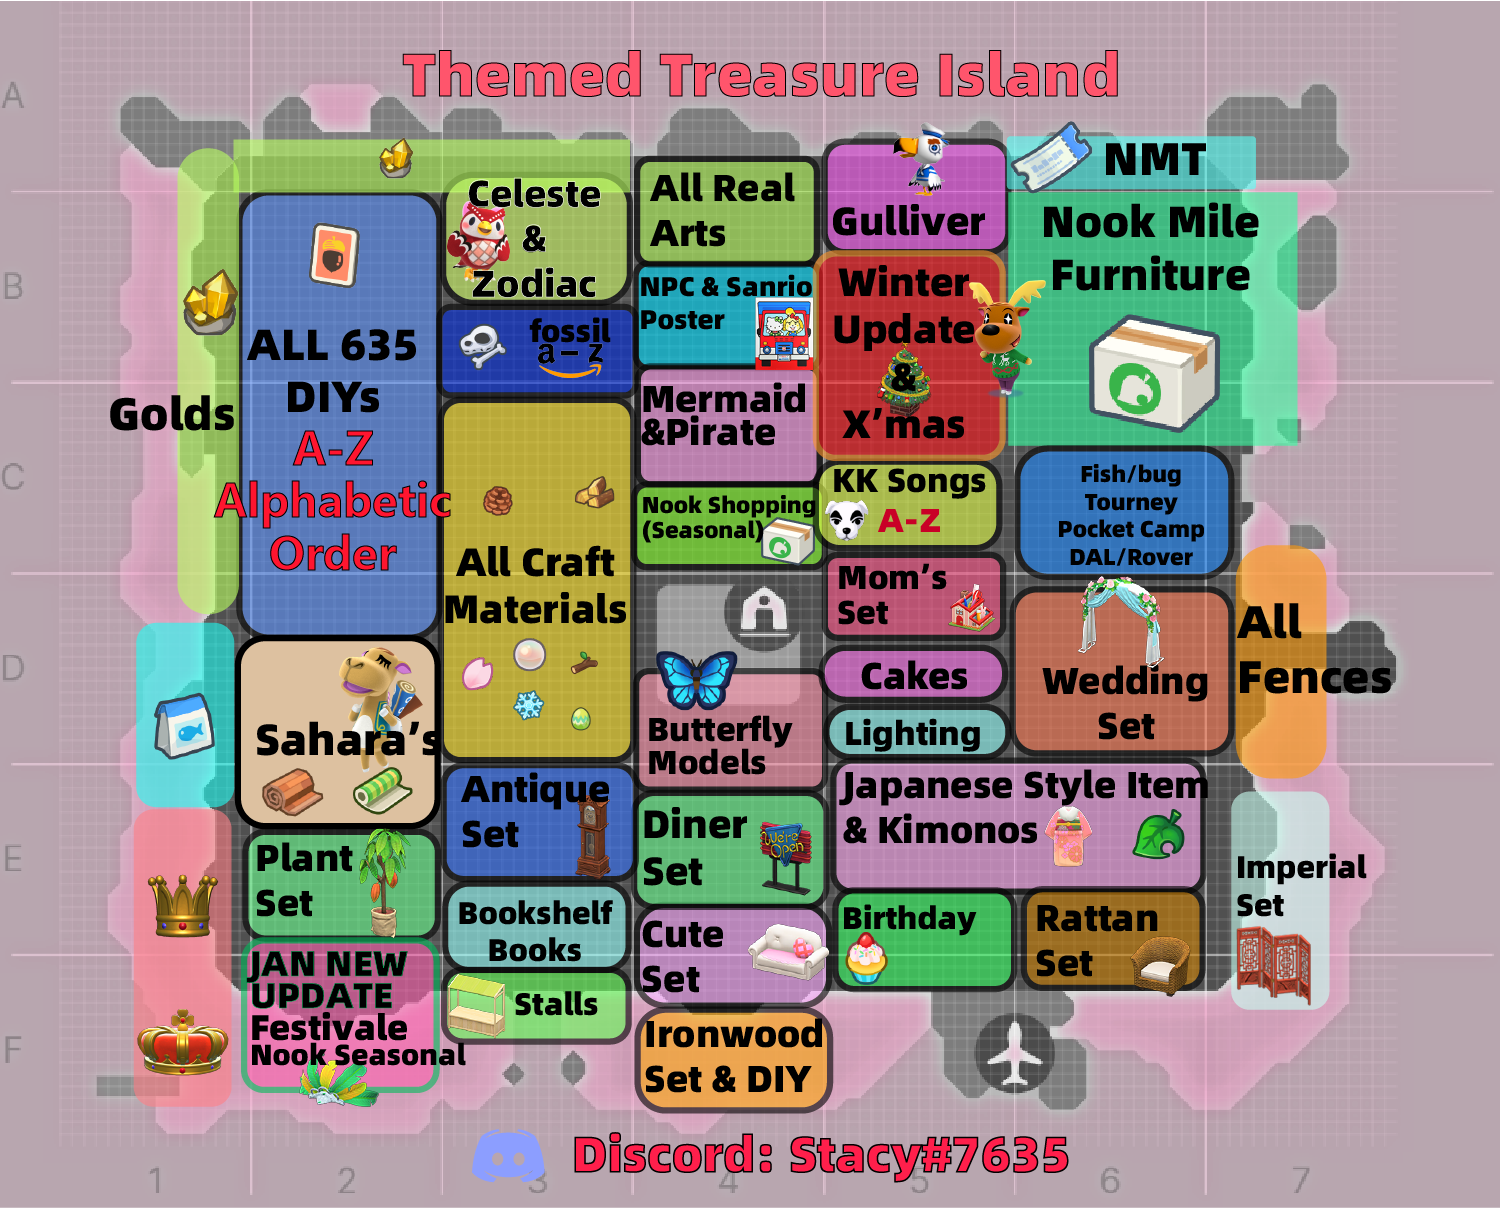 Themed Treasure Island
A
B
C
D
E
F
Golds
ALL 635
DIYs
A-Z
Alphabetic
Order
Sahara's
Plant
Set
JAN NEW
UPDATE
Festivale
Nook Seasonal
Celeste
&
Zodiac
fossil
a-z
All Craft
Materials
Antique
Set
Bookshelf
Books
Stalls
All Real
Arts
NPC & Sanrio
Poster
Mermaid
&Pirate
Nook Shopping
(Seasonal)
Butterfly
Models
Diner
Set
We're
Open
Cute
Set
Ironwood
Set & DIY
Gulliver
Winter
Update
&
X'mas
KK Songs
A-Z
Mom's
Set
Cakes
Lighting
Japanese Style Item
& Kimonos
Birthday
Rattan
Set
NMT
Nook Mile
Furniture
Fish/bug
Tourney
Pocket Camp
DAL/Rover
Wedding
Set
All
Fences
Imperial
Set
Discord: Stacy#7635
1
2
3
4
5
6
7